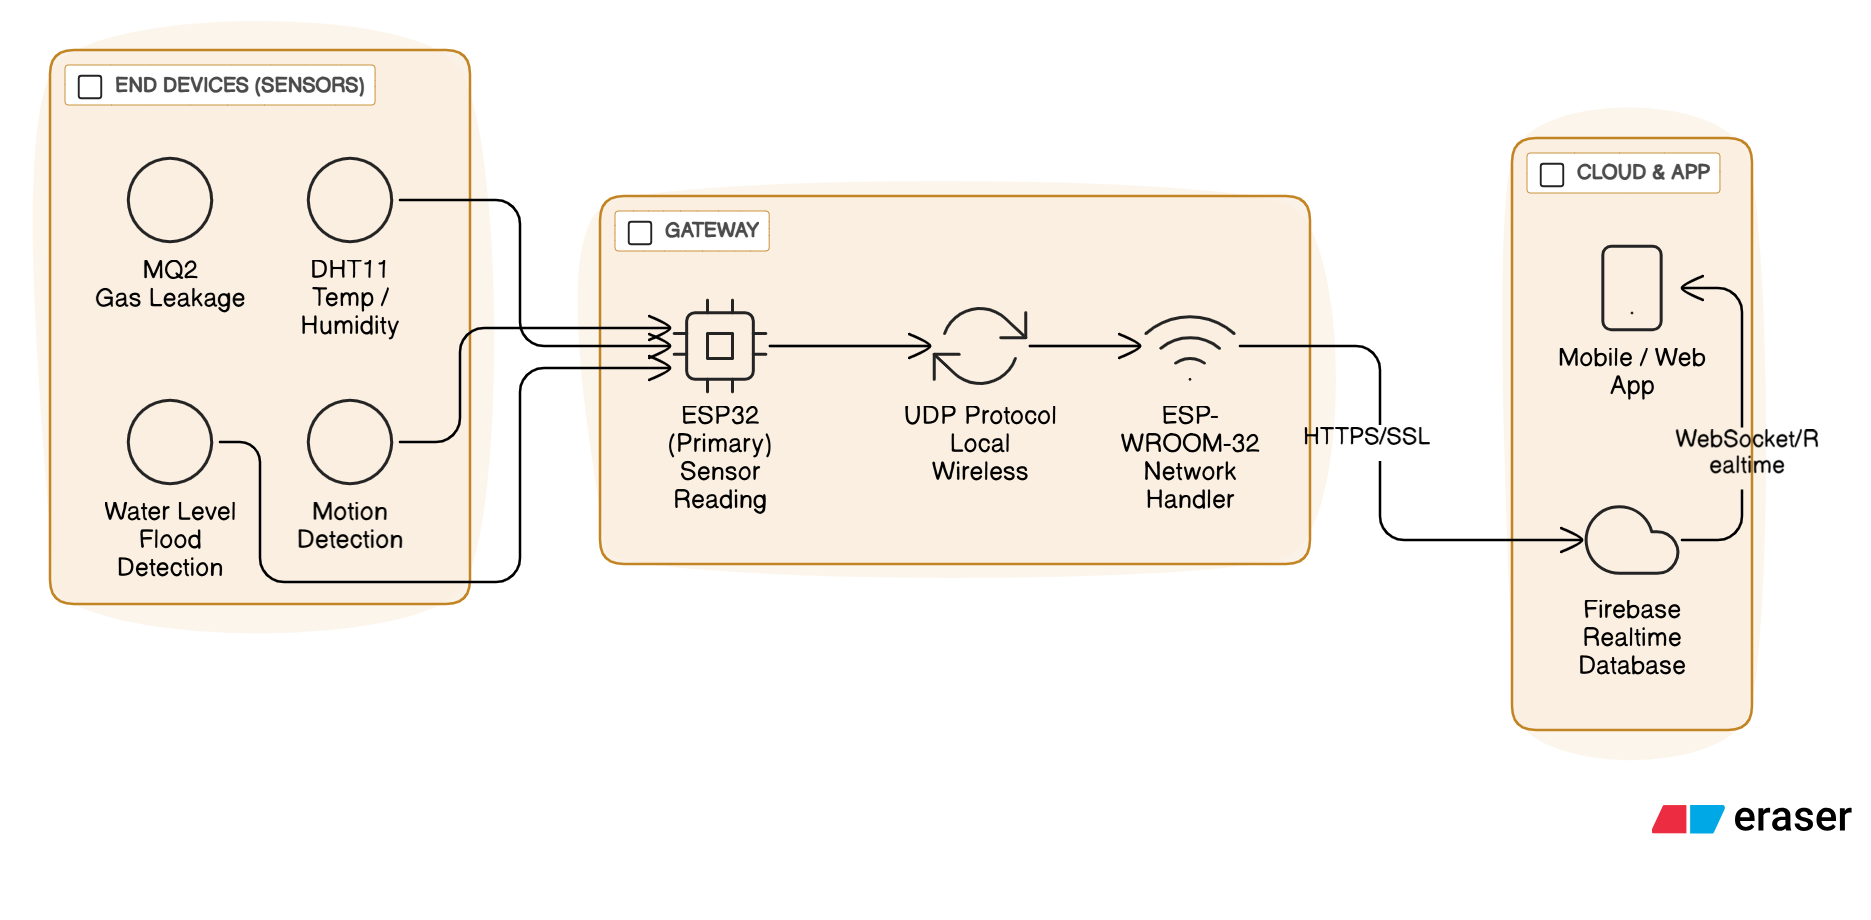 END DEVICES (SENSORS)
MQ2
Gas Leakage
DHT11
Temp /
Humidity
Water Level
Flood
Detection
Motion
Detection
GATEWAY
ESP32
(Primary)
Sensor
Reading
UDP Protocol
Local
Wireless
ESP-
WROOM-32
Network
Handler
HTTPS/SSL
CLOUD & APP
Mobile / Web
App
WebSocket/R
ealtime
Firebase
Realtime
Database
eraser